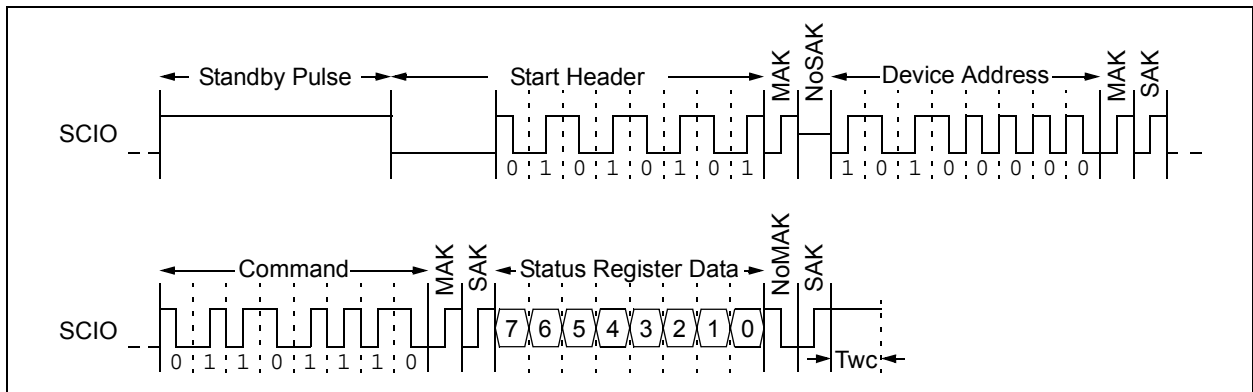 Standby Pulse Start Header MAK NoSAK Device Address MAK SAK
SCIO
0 1 0 1 0 1 0 1 1 0 1 0 0 0 0 0
Command MAK SAK Status Register Data NoMAK SAK
SCIO
7 6 5 4 3 2 1 0
0 1 1 0 1 1 1 0
Twc